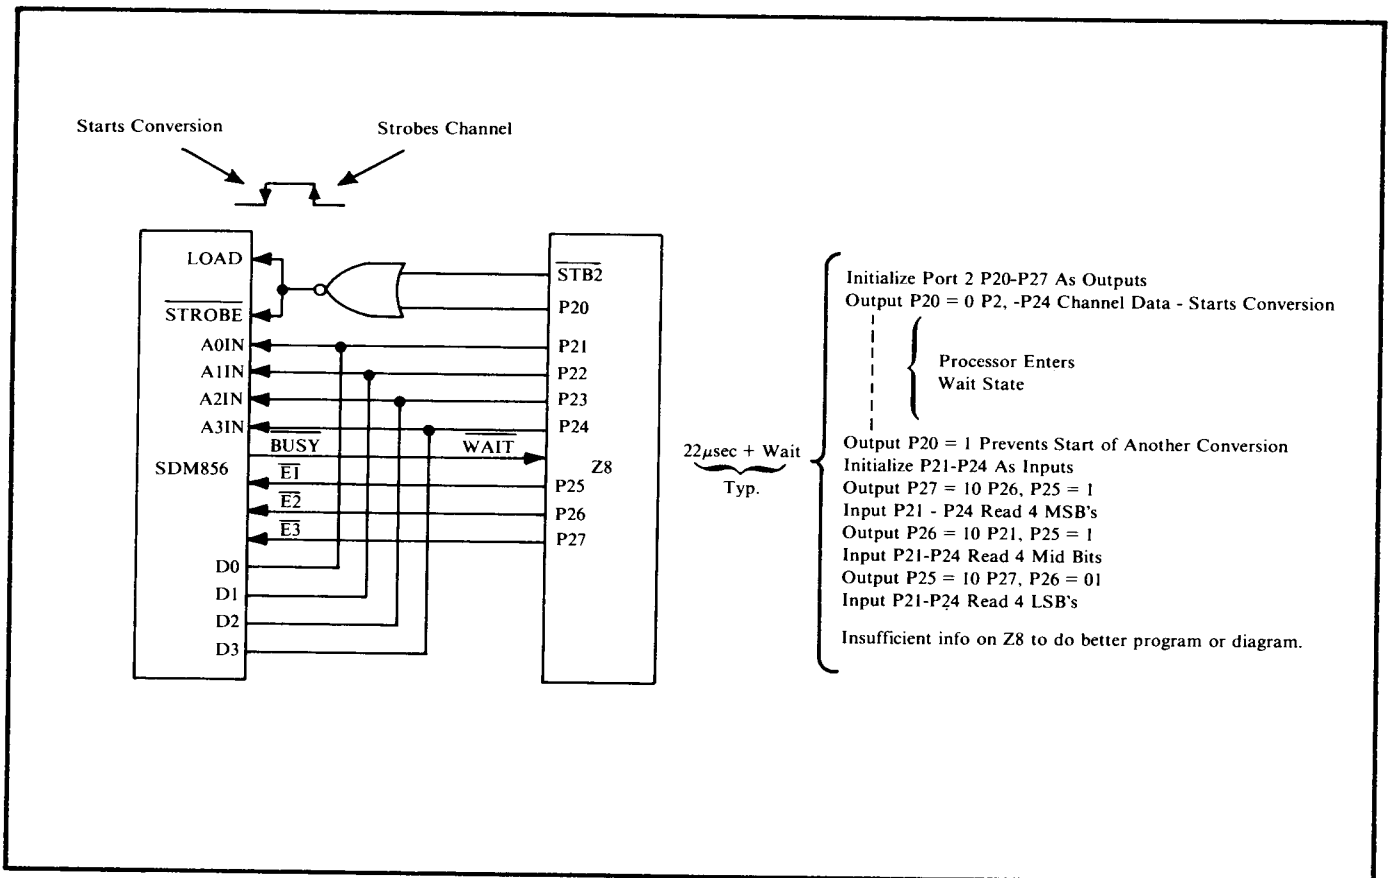 Starts Conversion
Strobes Channel
LOAD
STROBE
A0IN
A1IN
A2IN
A3IN
BUSY
SDM856
E1
E2
E3
D0
D1
D2
D3
STB2
P20
P21
P22
P23
P24
WAIT
Z8
P25
P26
P27
22μsec + Wait
Typ.
Initialize Port 2 P20-P27 As Outputs
Output P20 = 0 P2, -P24 Channel Data - Starts Conversion
Processor Enters
Wait State
Output P20 = 1 Prevents Start of Another Conversion
Initialize P21-P24 As Inputs
Output P27 = 10 P26, P25 = 1
Input P21 - P24 Read 4 MSB's
Output P26 = 10 P21, P25 = 1
Input P21-P24 Read 4 Mid Bits
Output P25 = 10 P27, P26 = 01
Input P21-P24 Read 4 LSB's
Insufficient info on Z8 to do better program or diagram.